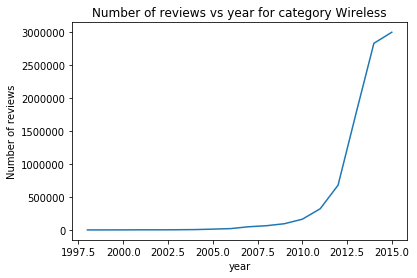 Number of reviews vs year for category Wireless
Number of reviews
3000000
2500000
2000000
1500000
1000000
500000
0
1997.5 2000.0 2002.5 2005.0 2007.5 2010.0 2012.5 2015.0
year